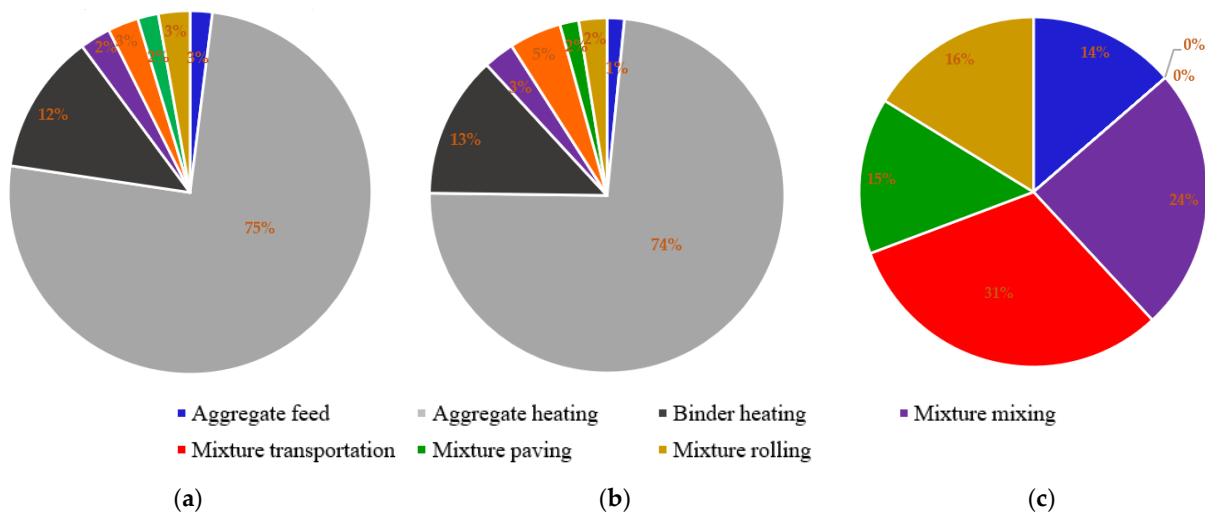 2% 3% 2% 3% 3%
12%
75%
3% 5% 2% 2% 1%
13%
74%
0%
0%
14%
16%
15%
24%
31%
Aggregate feed Aggregate heating Binder heating Mixture mixing
Mixture transportation Mixture paving Mixture rolling
(a) (b) (c)